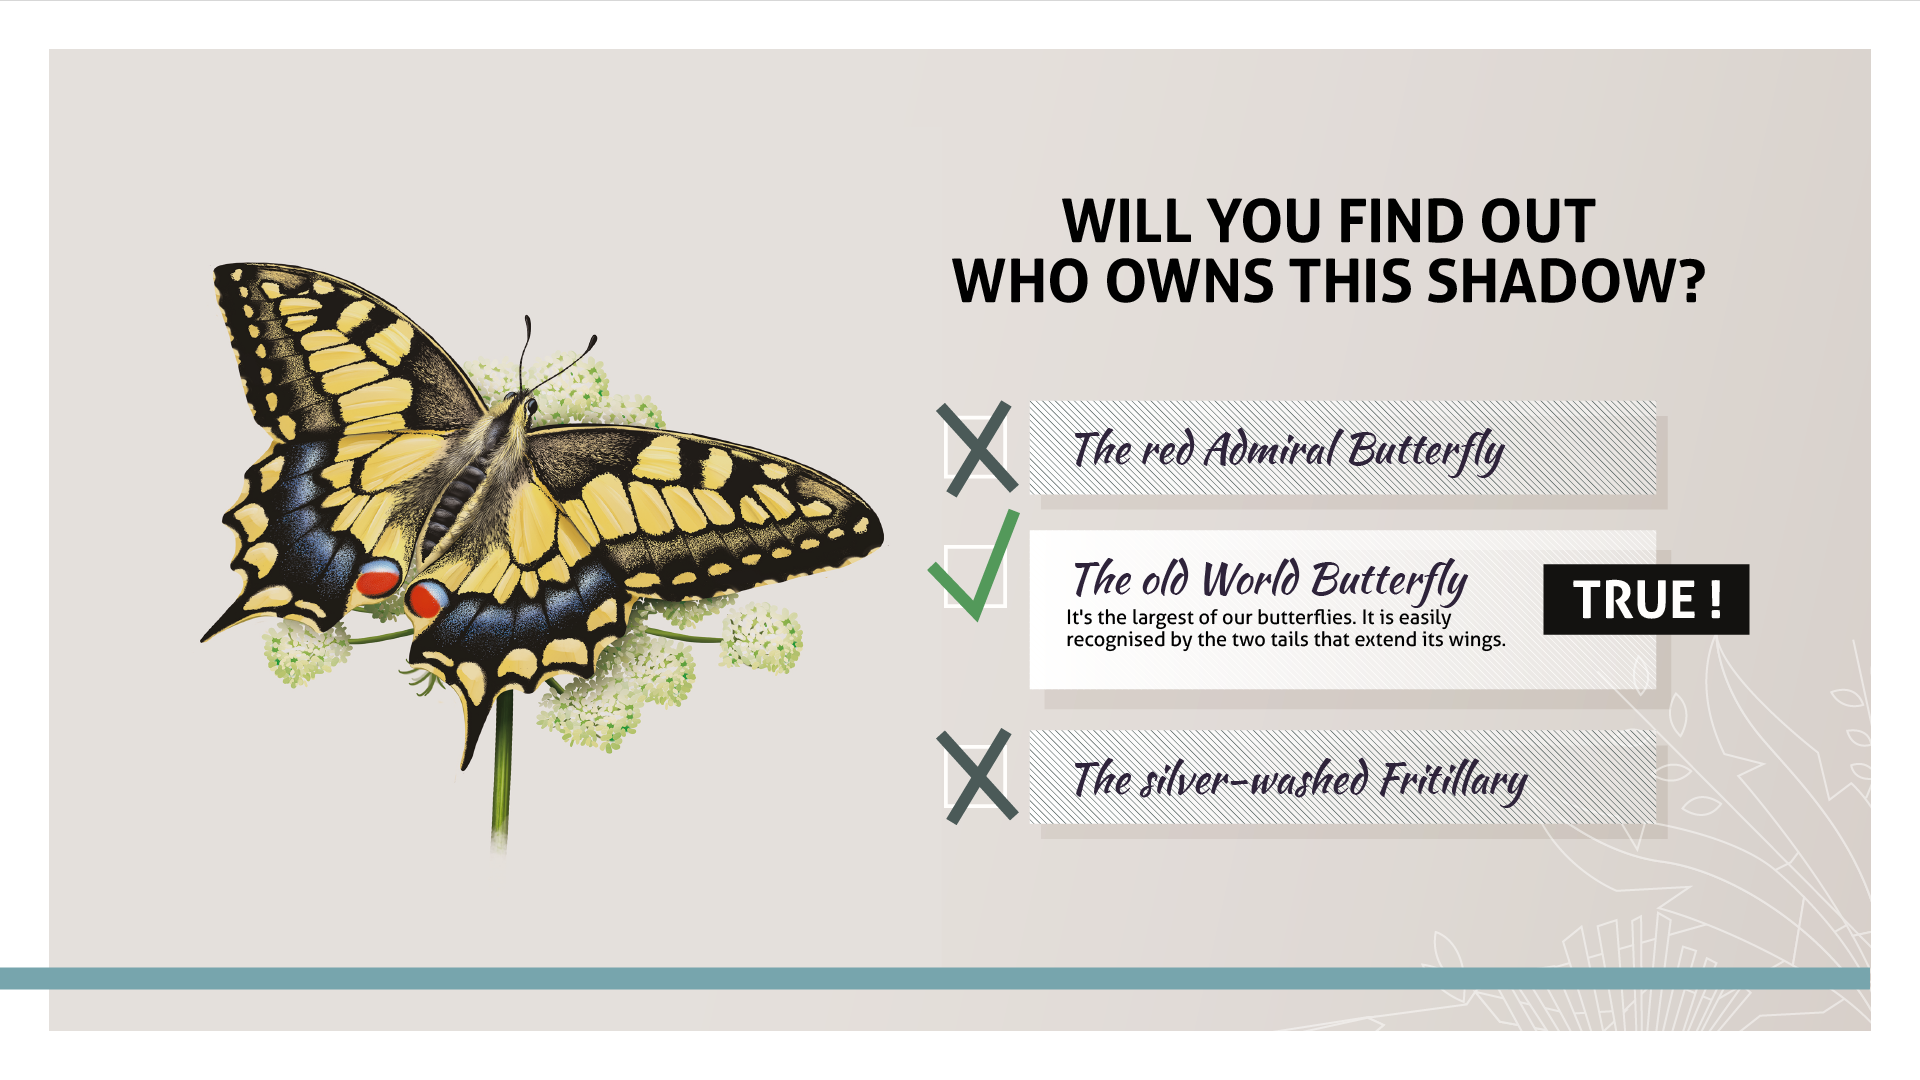 WILL YOU FIND OUT
WHO OWNS THIS SHADOW?
The red Admiral Butterfly
The old World Butterfly
It's the largest of our butterflies. It is easily
recognised by the two tails that extend its wings.
TRUE !
The silver-washed Fritillary